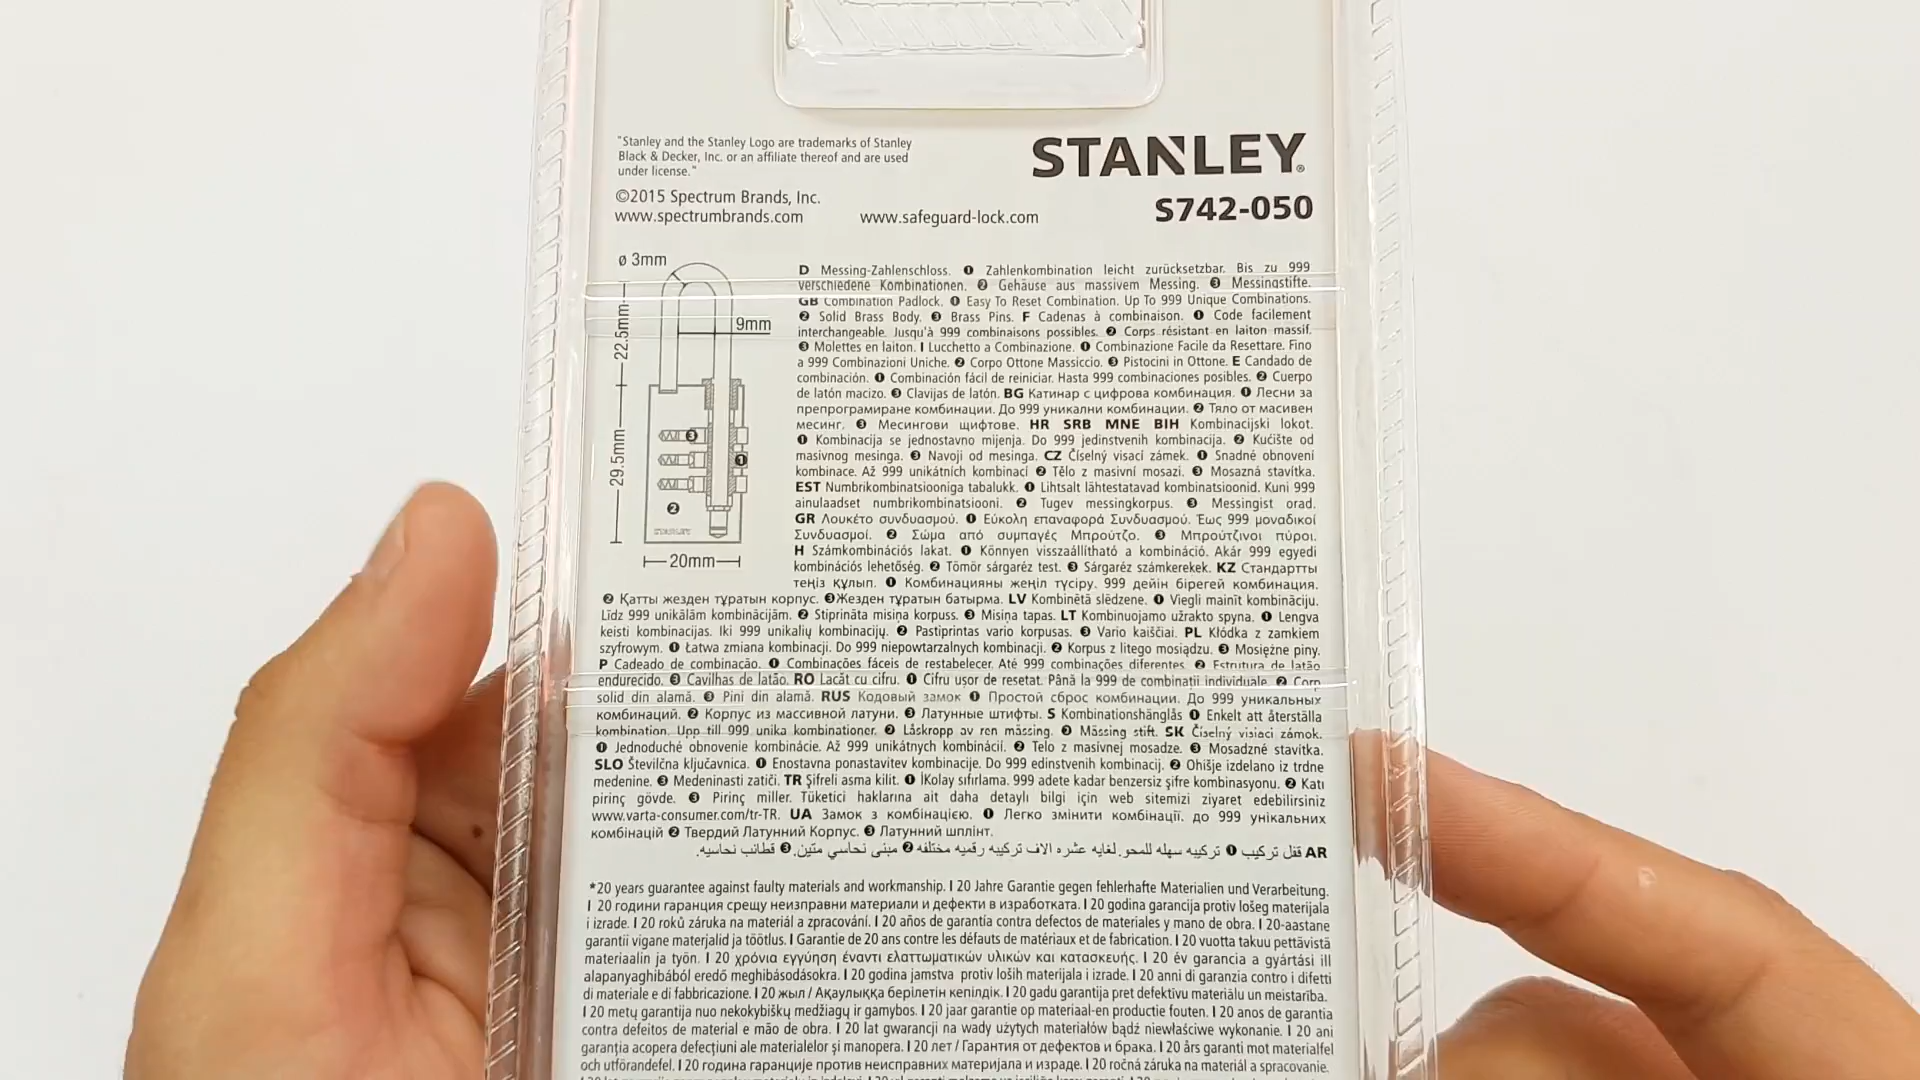 "Stanley and the Stanley Logo are trademarks of Stanley
Black & Decker, Inc. or an affiliate thereof and are used
under license."
©2015 Spectrum Brands, Inc.
www.spectrumbrands.com www.safeguard-lock.com
STANLEY®
S742-050
ø 3mm
9mm
22.5mm
29.5mm
20mm
❸
❶
❷
STANLEY
D Messing-Zahlenschloss. ❶ Zahlenkombination leicht zurücksetzbar. Bis zu 999
verschiedene Kombinationen. ❷ Gehäuse aus massivem Messing. ❸ Messingstifte.
GB Combination Padlock. ❶ Easy To Reset Combination. Up To 999 Unique Combinations.
❷ Solid Brass Body. ❸ Brass Pins. F Cadenas à combinaison. ❶ Code facilement
interchangeable. Jusqu'à 999 combinaisons possibles. ❷ Corps résistant en laiton massif.
❸ Molettes en laiton. I Lucchetto a Combinazione. ❶ Combinazione Facile da Resettare. Fino
a 999 Combinazioni Uniche. ❷ Corpo Ottone Massiccio. ❸ Pistocini in Ottone. E Candado de
combinación. ❶ Combinación fácil de reiniciar. Hasta 999 combinaciones posibles. ❷ Cuerpo
de latón macizo. ❸ Clavijas de latón. BG Катинар с цифрова комбинация. ❶ Лесни за
препрограмиране комбинации. До 999 уникални комбинации. ❷ Тяло от масивен
месинг. ❸ Месингови щифтове. HR SRB MNE BIH Kombinacijski lokot.
❶ Kombinacija se jednostavno mijenja. Do 999 jedinstvenih kombinacija. ❷ Kućište od
masivnog mesinga. ❸ Navoji od mesinga. CZ Číselný visací zámek. ❶ Snadné obnovení
kombinace. Až 999 unikátních kombinací ❷ Tělo z masivní mosazi. ❸ Mosazná stavítka.
EST Numbrikombinatsiooniga tabalukk. ❶ Lihtsalt lähtestatavad kombinatsioonid. Kuni 999
ainulaadset numbrikombinatsiooni. ❷ Tugev messingkorpus. ❸ Messingist orad.
GR Λουκέτο συνδυασμού. ❶ Εύκολη επαναφορά Συνδυασμού. Έως 999 μοναδικοί
Συνδυασμοί. ❷ Σώμα από συμπαγές Μπρούτζο. ❸ Μπρούτζινοι πύροι.
H Számkombinációs lakat. ❶ Könnyen visszaállítható a kombináció. Akár 999 egyedi
kombinációs lehetőség. ❷ Tömör sárgaréz test. ❸ Sárgaréz számkerekek. KZ Стандартты
теңіз құлып. ❶ Комбинацияны жеңіл түсіру. 999 дейін бірегей комбинация.
❷ Қатты жезден тұратын корпус. ❸Жезден тұратын батырма. LV Kombinētā slēdzene. ❶ Viegli mainīt kombināciju.
Līdz 999 unikālām kombinācijām. ❷ Stiprināta misiņa korpuss. ❸ Misiņa tapas. LT Kombinuojamo užrakto spyna. ❶ Lengva
keisti kombinacijas. Iki 999 unikalių kombinacijų. ❷ Pastiprintas vario korpusas. ❸ Vario kaiščiai. PL Kłódka z zamkiem
szyfrowym. ❶ Łatwa zmiana kombinacji. Do 999 niepowtarzalnych kombinacji. ❷ Korpus z litego mosiądzu. ❸ Mosiężne piny.
P Cadeado de combinação. ❶ Combinações fáceis de restabelecer. Até 999 combinações diferentes ❷ Estrutura de latão
endurecido. ❸ Cavilhas de latão. RO Lacăt cu cifru. ❶ Cifru ușor de resetat. Până la 999 de combinații individuale. ❷ Corp
solid din alamă. ❸ Pini din alamă. RUS Кодовый замок ❶ Простой сброс комбинации. До 999 уникальных
комбинаций. ❷ Корпус из массивной латуни. ❸ Латунные штифты. S Kombinationshänglås ❶ Enkelt att återställa
kombination. Upp till 999 unika kombinationer. ❷ Låskropp av ren mässing. ❸ Mässing stift. SK Číselný visiaci zámok.
❶ Jednoduché obnovenie kombinácie. Až 999 unikátnych kombinácií. ❷ Telo z masívnej mosadze. ❸ Mosadzné stavítka.
SLO Številčna ključavnica. ❶ Enostavna ponastavitev kombinacije. Do 999 edinstvenih kombinacij. ❷ Ohišje izdelano iz trdne
medenine. ❸ Medeninasti zatiči. TR Şifreli asma kilit. ❶ İKolay sıfırlama. 999 adete kadar benzersiz şifre kombinasyonu. ❷ Katı
pirinç gövde. ❸ Pirinç miller. Tüketici haklarına ait daha detaylı bilgi için web sitemizi ziyaret edebilirsiniz
www.varta-consumer.com/tr-TR. UA Замок з комбінацією. ❶ Легко змінити комбінації. до 999 унікальних
комбінацій ❷ Твердий Латунний Корпус. ❸ Латунний шплінт.
AR قفل تركيب ❶ تركيبه سهله للمحو. لغايه عشره الاف تركيبه رقميه مختلفه ❷ مبنى نحاسي متين. ❸ قطائب نحاسيه.
*20 years guarantee against faulty materials and workmanship. I 20 Jahre Garantie gegen fehlerhafte Materialien und Verarbeitung.
I 20 години гаранция срещу неизправни материали и дефекти в изработката. I 20 godina garancija protiv lošeg materijala
i izrade. I 20 roků záruka na materiál a zpracování. I 20 años de garantía contra defectos de materiales y mano de obra. I 20-aastane
garantii vigane materjalid ja töötlus. I Garantie de 20 ans contre les défauts de matériaux et de fabrication. I 20 vuotta takuu pettävistä
materiaalin ja työn. I 20 χρόνια εγγύηση έναντι ελαττωματικών υλικών και κατασκευής. I 20 év garancia a gyártási ill
alapanyaghibából eredő meghibásodásokra. I 20 godina jamstva protiv loših materijala i izrade. I 20 anni di garanzia contro i difetti
di materiale e di fabbricazione. I 20 жыл / Ақаулыққа берілетін кепілдік. I 20 gadu garantija pret defektīvu materiālu un meistarība.
I 20 metų garantija nuo nekokybiškų medžiagų ir gamybos. I 20 jaar garantie op materiaal-en productie fouten. I 20 anos de garantia
contra defeitos de material e mão de obra. I 20 lat gwarancji na wady użytych materiałów bądź niewłaściwe wykonanie. I 20 ani
garanția acopera defecțiuni ale materialelor și manopera. I 20 лет / Гарантия от дефектов и брака. I 20 års garanti mot materialfel
och utförandefel. I 20 година гаранције против неисправних материјала и израде. I 20 ročná záruka na materiál a spracovanie.